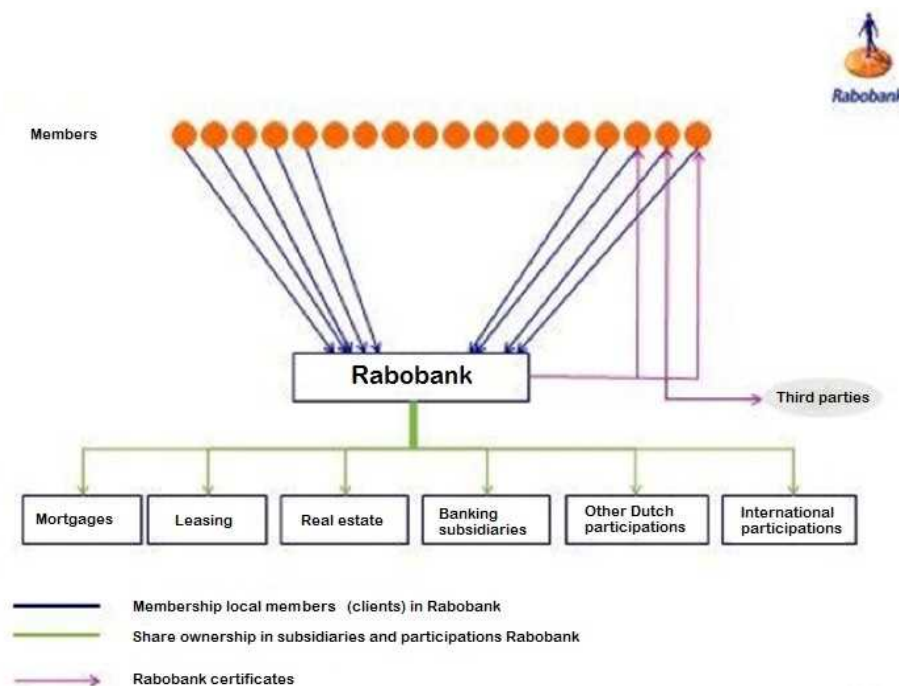 Rabobank
Members
Rabobank
Third parties
Mortgages
Leasing
Real estate
Banking
subsidiaries
Other Dutch
participations
International
participations
Membership local members (clients) in Rabobank
Share ownership in subsidiaries and participations Rabobank
Rabobank certificates